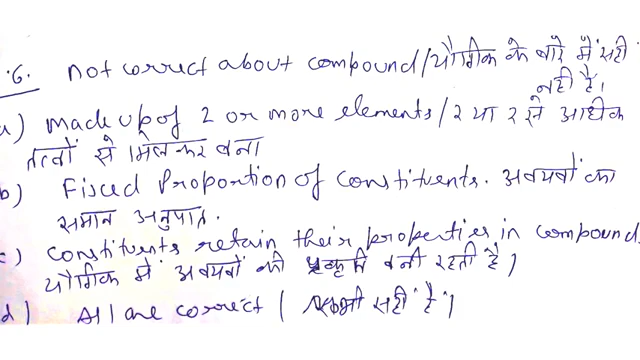 .6. Not correct about compound/यौगिक के बारे में सही
नहीं है।
a) Made up of 2 or more elements/2 या 2 से अधीक
तत्वों से मिलकर बना
b) Fixed Proportion of Constituents. अवयवों का
समान अनुपात.
c) Constituents retain their properties in compound.
यौगिक में अवयवों की प्रकृति बनी रहती है।
d) All are correct | सभी सही है।